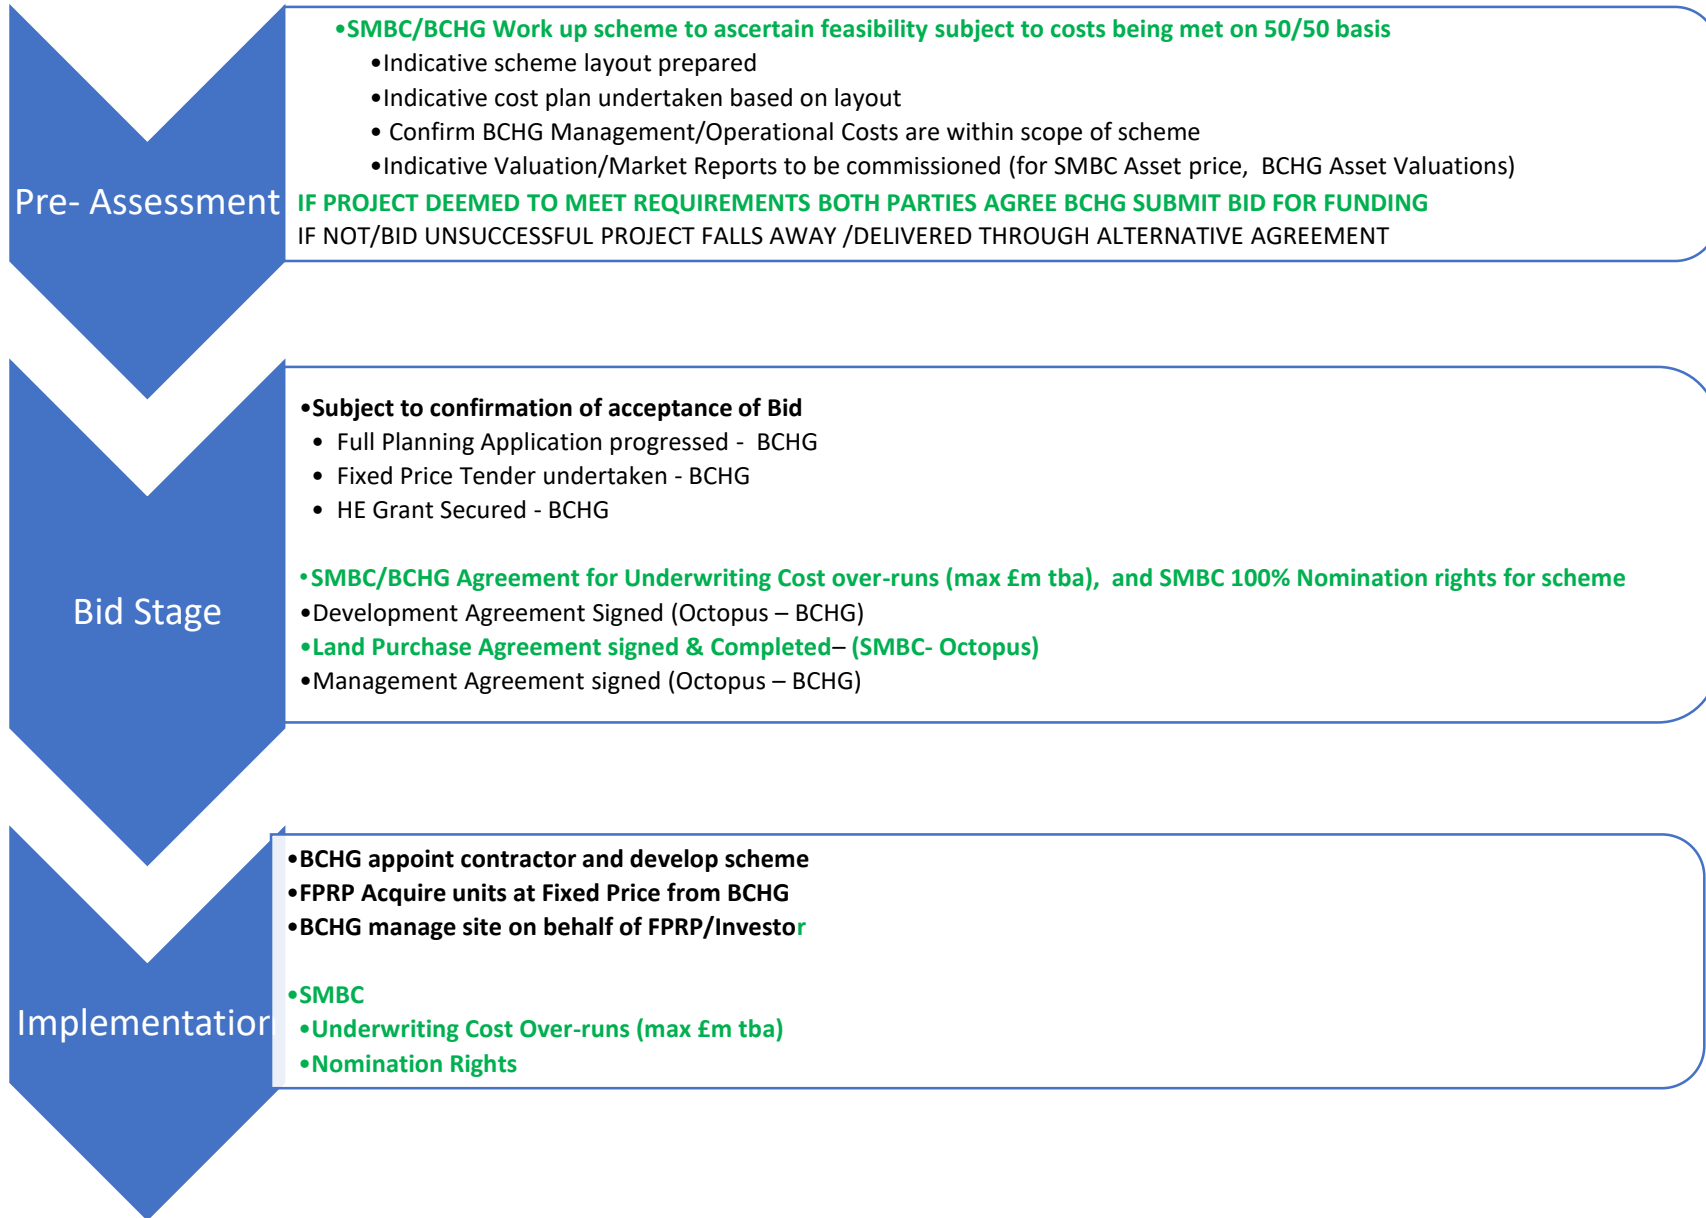 Pre- Assessment
•SMBC/BCHG Work up scheme to ascertain feasibility subject to costs being met on 50/50 basis
•Indicative scheme layout prepared
•Indicative cost plan undertaken based on layout
• Confirm BCHG Management/Operational Costs are within scope of scheme
•Indicative Valuation/Market Reports to be commissioned (for SMBC Asset price, BCHG Asset Valuations)
IF PROJECT DEEMED TO MEET REQUIREMENTS BOTH PARTIES AGREE BCHG SUBMIT BID FOR FUNDING
IF NOT/BID UNSUCCESSFUL PROJECT FALLS AWAY /DELIVERED THROUGH ALTERNATIVE AGREEMENT
Bid Stage
•Subject to confirmation of acceptance of Bid
• Full Planning Application progressed - BCHG
• Fixed Price Tender undertaken - BCHG
• HE Grant Secured - BCHG
•SMBC/BCHG Agreement for Underwriting Cost over-runs (max £m tba), and SMBC 100% Nomination rights for scheme
•Development Agreement Signed (Octopus – BCHG)
•Land Purchase Agreement signed & Completed– (SMBC- Octopus)
•Management Agreement signed (Octopus – BCHG)
Implementation
•BCHG appoint contractor and develop scheme
•FPRP Acquire units at Fixed Price from BCHG
•BCHG manage site on behalf of FPRP/Investor
•SMBC
•Underwriting Cost Over-runs (max £m tba)
•Nomination Rights